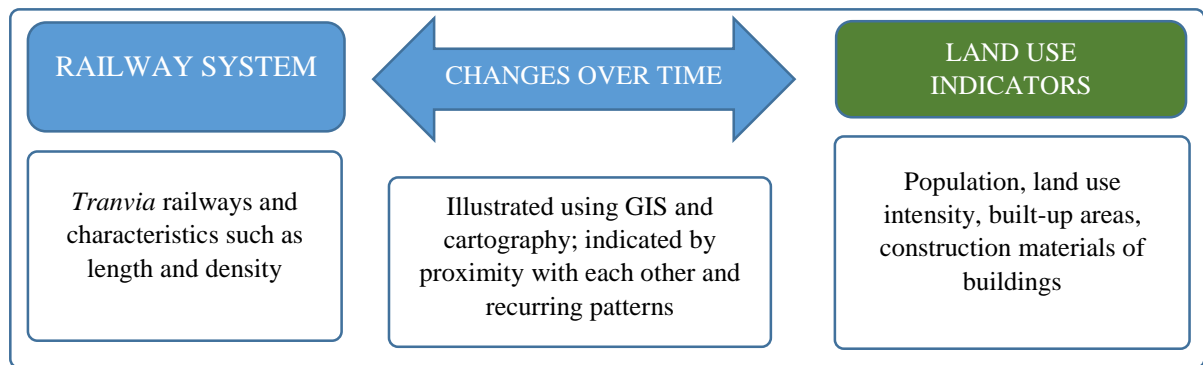 RAILWAY SYSTEM
Tranvia railways and
characteristics such as
length and density
CHANGES OVER TIME
Illustrated using GIS and
cartography; indicated by
proximity with each other and
recurring patterns
LAND USE
INDICATORS
Population, land use
intensity, built-up areas,
construction materials of
buildings